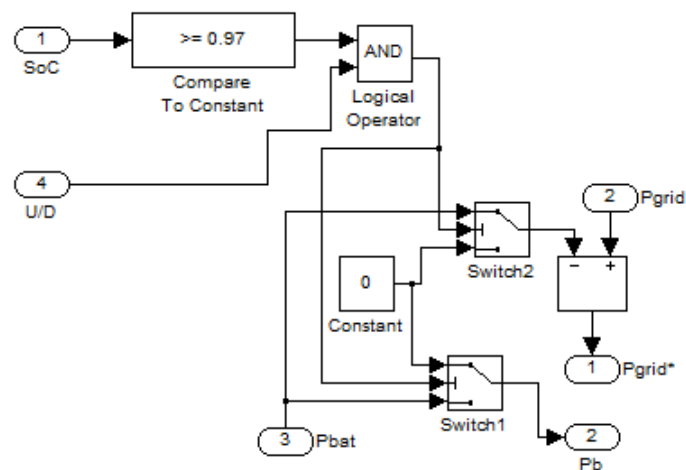 1
SoC
>= 0.97
Compare
To Constant
AND
Logical
Operator
4
U/D
2
Pgrid
Switch2
− +
0
Constant
1
Pgrid*
Switch1
3
Pbat
2
Pb